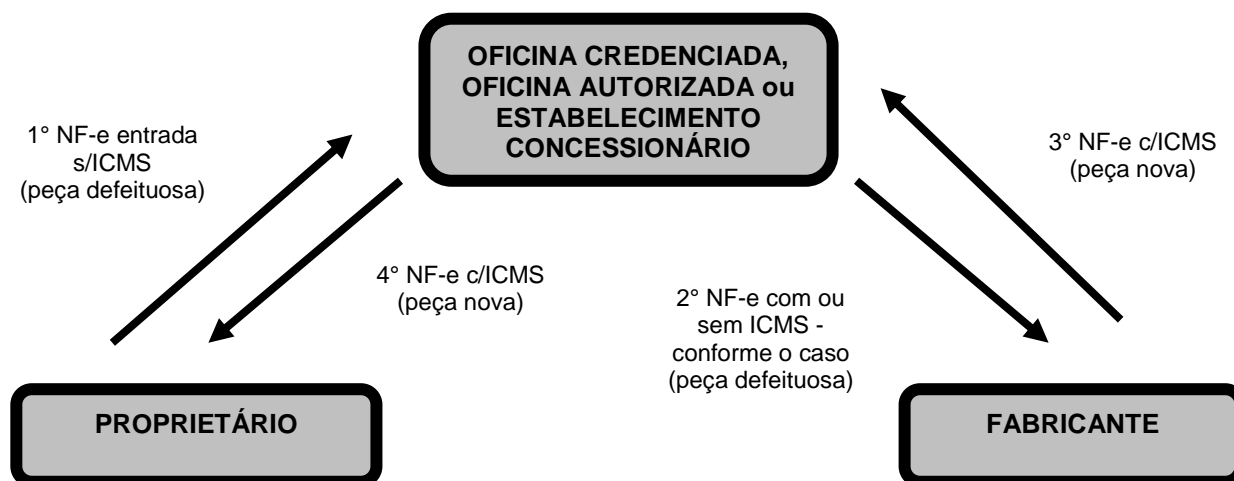 OFICINA CREDENCIADA,
OFICINA AUTORIZADA ou
ESTABELECIMENTO
CONCESSIONÁRIO
1° NF-e entrada
s/ICMS
(peça defeituosa)
3° NF-e c/ICMS
(peça nova)
4° NF-e c/ICMS
(peça nova)
2° NF-e com ou
sem ICMS -
conforme o caso
(peça defeituosa)
PROPRIETÁRIO
FABRICANTE